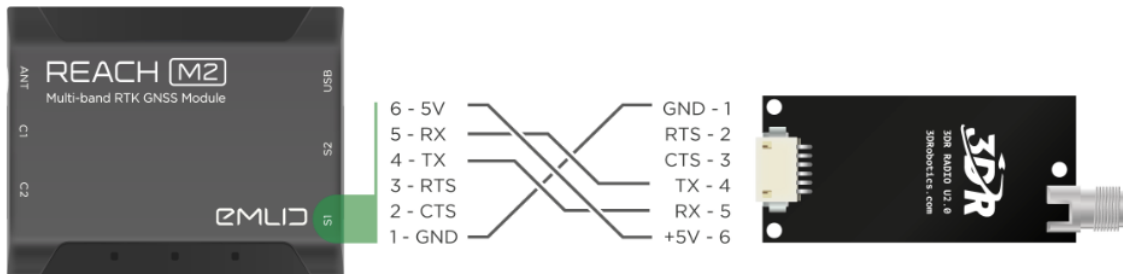 REACH M2
Multi-band RTK GNSS Module
ANT
C1
C2
USB
S2
S1
EMLID
6 - 5V
5 - RX
4 - TX
3 - RTS
2 - CTS
1 - GND
GND - 1
RTS - 2
CTS - 3
TX - 4
RX - 5
+5V - 6
3DR
3DR RADIO V2.0
3DRobotics.com